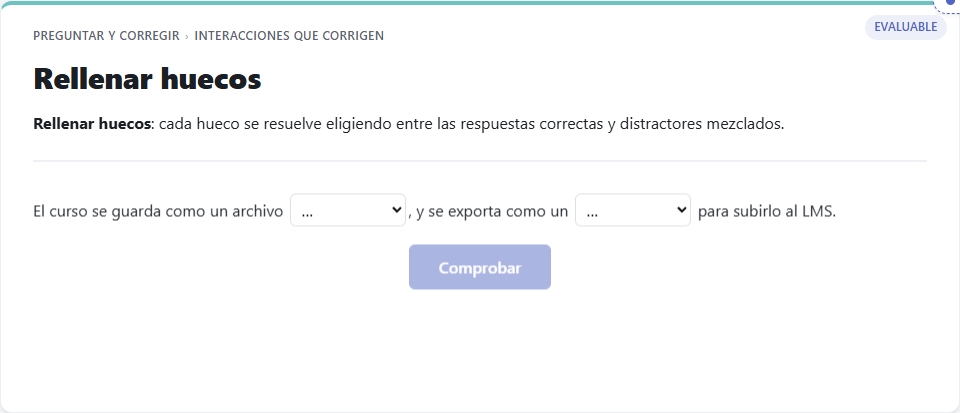 PREGUNTAR Y CORREGIR › INTERACCIONES QUE CORRIGEN
EVALUABLE
Rellenar huecos
Rellenar huecos: cada hueco se resuelve eligiendo entre las respuestas correctas y distractores mezclados.
El curso se guarda como un archivo ... , y se exporta como un ... para subirlo al LMS.
Comprobar